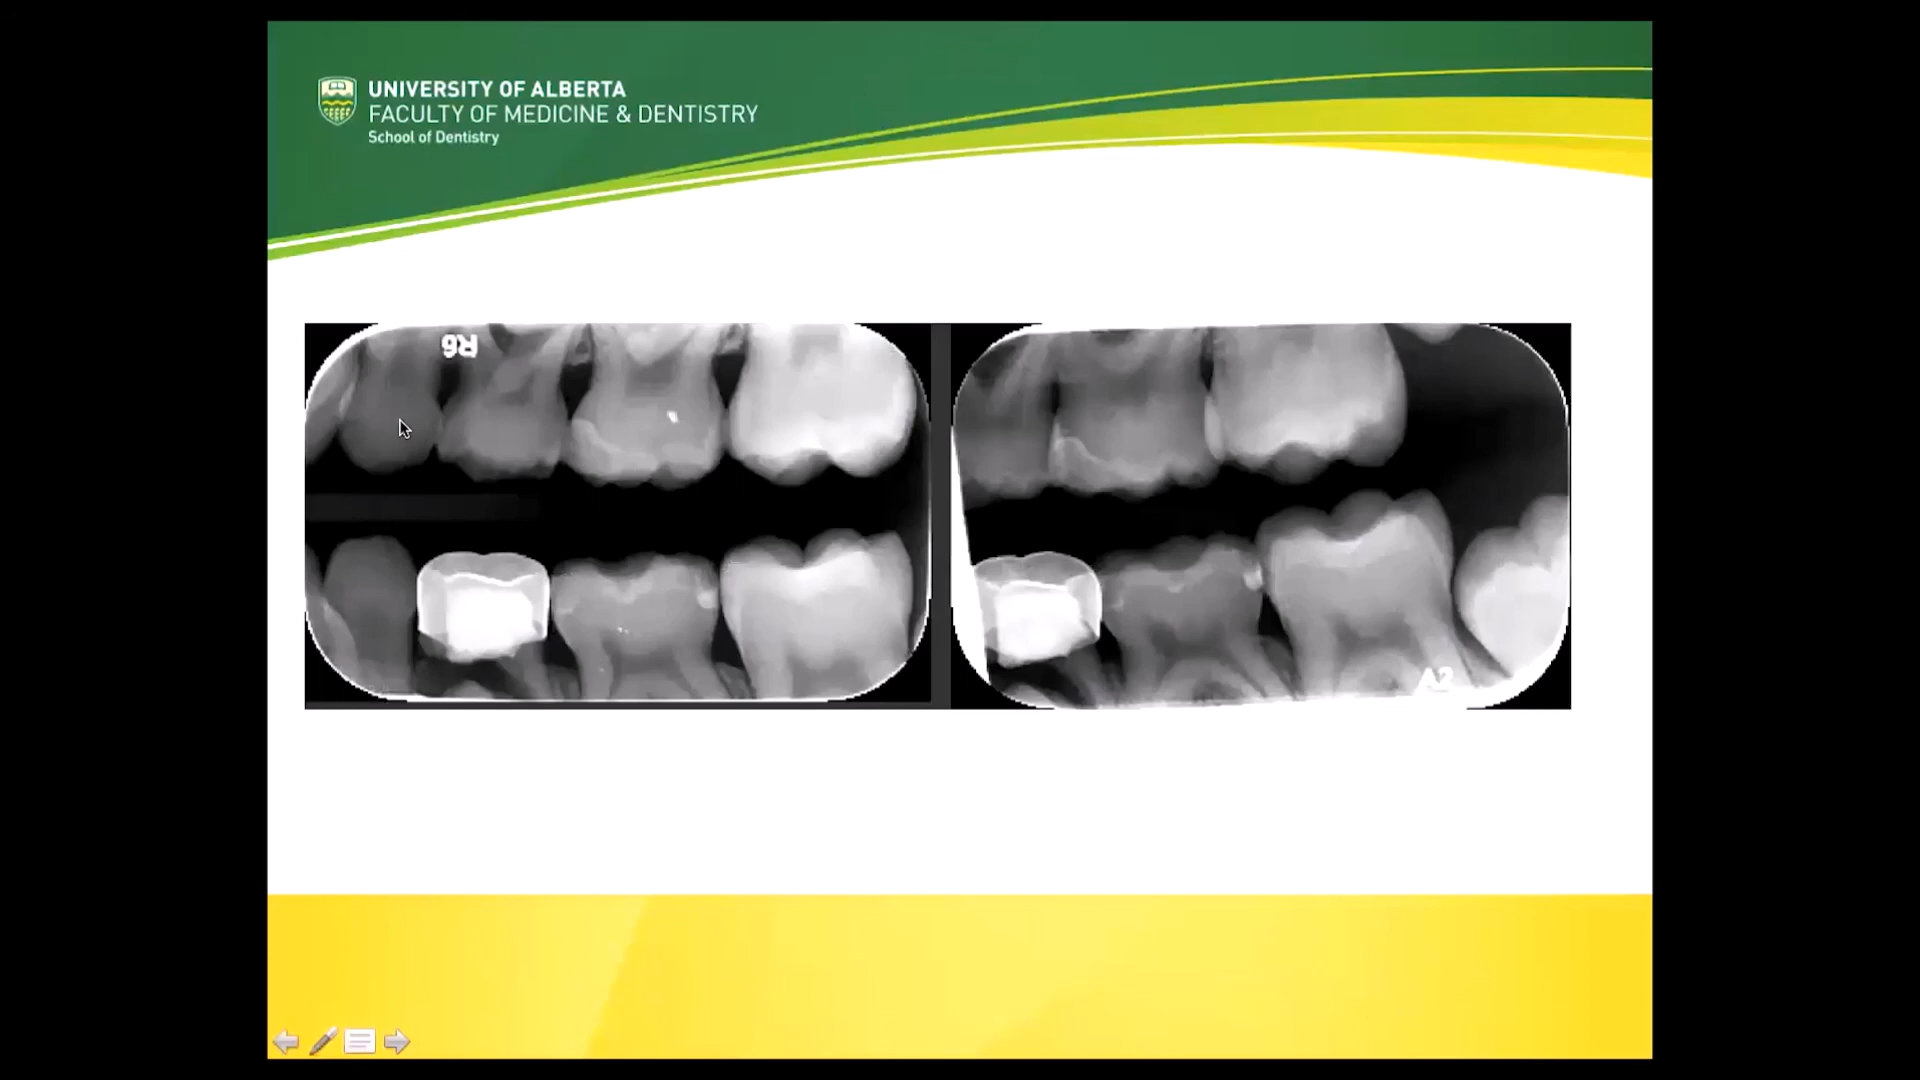 UNIVERSITY OF ALBERTA
FACULTY OF MEDICINE & DENTISTRY
School of Dentistry
R6
A2